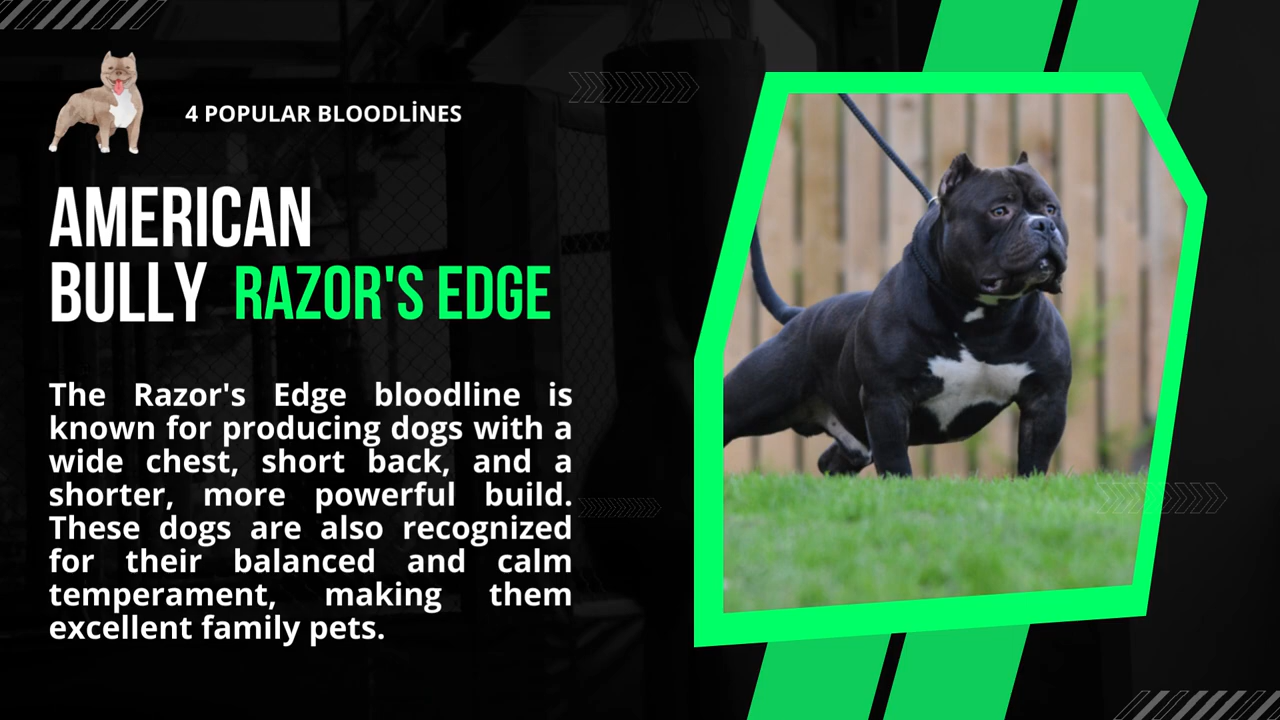 4 POPULAR BLOODLİNES
AMERICAN
BULLY RAZOR'S EDGE
The Razor's Edge bloodline is
known for producing dogs with a
wide chest, short back, and a
shorter, more powerful build.
These dogs are also recognized
for their balanced and calm
temperament, making them
excellent family pets.